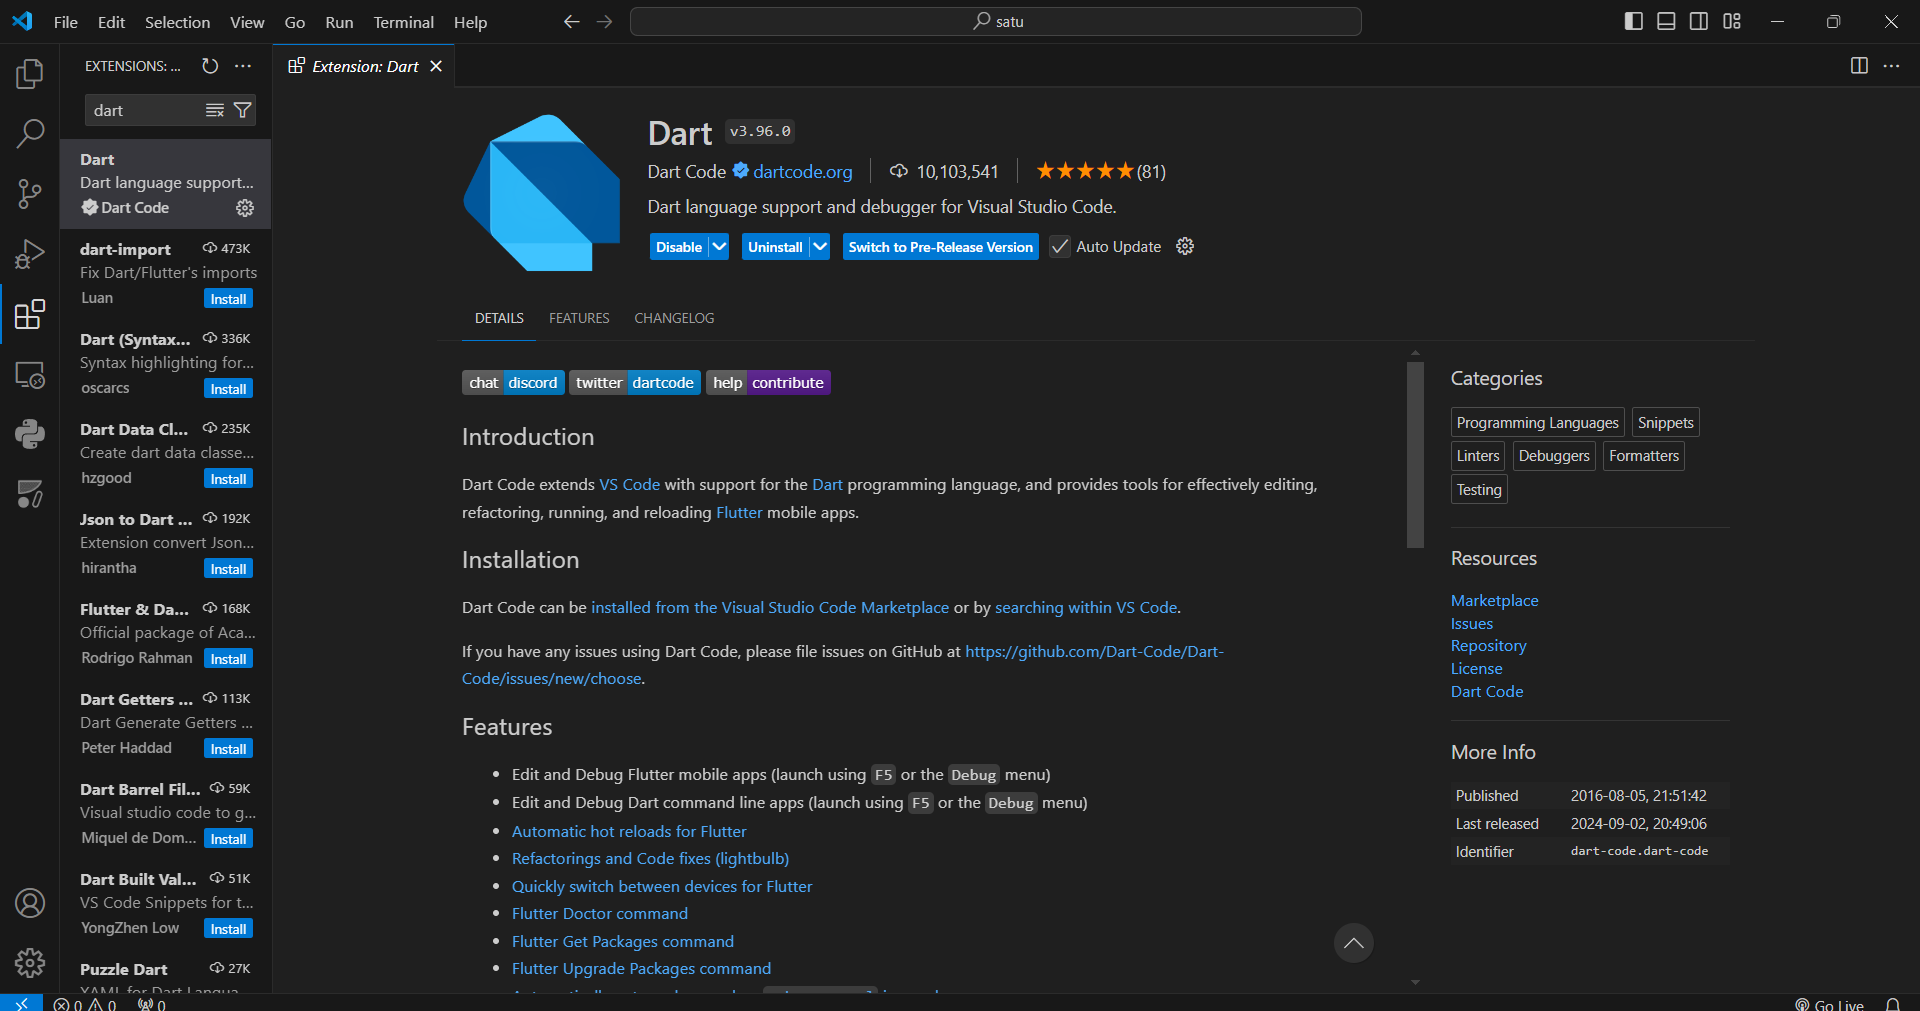 File Edit Selection View Go Run Terminal Help
satu
EXTENSIONS: ...
dart
Dart
Dart language support...
Dart Code
dart-import 473K
Fix Dart/Flutter's imports
Luan Install
Dart (Syntax... 336K
Syntax highlighting for...
oscarcs Install
Dart Data Cl... 235K
Create dart data classe...
hzgood Install
Json to Dart ... 192K
Extension convert Json...
hirantha Install
Flutter & Da... 168K
Official package of Aca...
Rodrigo Rahman Install
Dart Getters ... 113K
Dart Generate Getters ...
Peter Haddad Install
Dart Barrel Fil... 59K
Visual studio code to g...
Miquel de Dom... Install
Dart Built Val... 51K
VS Code Snippets for t...
YongZhen Low Install
Puzzle Dart 27K
Extension: Dart
Dart v3.96.0
Dart Code dartcode.org 10,103,541 (81)
Dart language support and debugger for Visual Studio Code.
Disable Uninstall Switch to Pre-Release Version Auto Update
DETAILS FEATURES CHANGELOG
chat discord twitter dartcode help contribute
Introduction
Dart Code extends VS Code with support for the Dart programming language, and provides tools for effectively editing,
refactoring, running, and reloading Flutter mobile apps.
Installation
Dart Code can be installed from the Visual Studio Code Marketplace or by searching within VS Code.
If you have any issues using Dart Code, please file issues on GitHub at https://github.com/Dart-Code/Dart-
Code/issues/new/choose.
Features
• Edit and Debug Flutter mobile apps (launch using F5 or the Debug menu)
• Edit and Debug Dart command line apps (launch using F5 or the Debug menu)
• Automatic hot reloads for Flutter
• Refactorings and Code fixes (lightbulb)
• Quickly switch between devices for Flutter
• Flutter Doctor command
• Flutter Get Packages command
• Flutter Upgrade Packages command
Categories
Programming Languages Snippets
Linters Debuggers Formatters
Testing
Resources
Marketplace
Issues
Repository
License
Dart Code
More Info
Published 2016-08-05, 21:51:42
Last released 2024-09-02, 20:49:06
Identifier dart-code.dart-code
0 0 0
Go Live